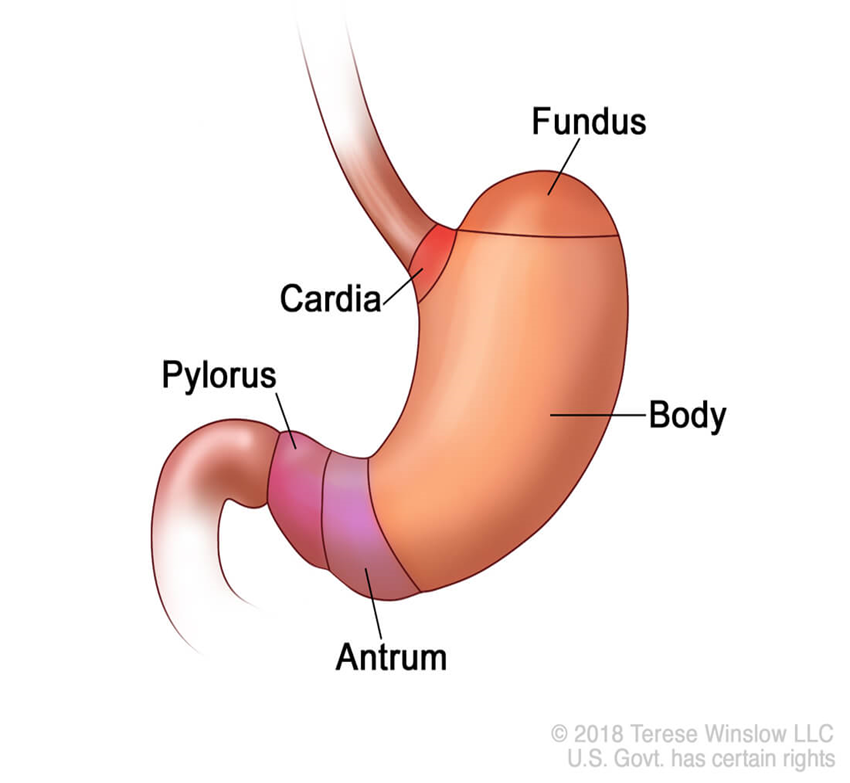 Fundus
Cardia
Pylorus
Body
Antrum
© 2018 Terese Winslow LLC
U.S. Govt. has certain rights